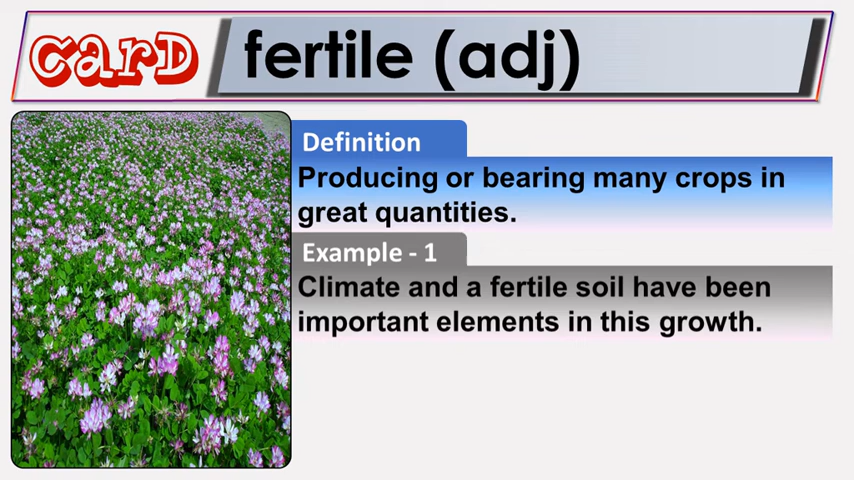 CarD
fertile (adj)
Definition
Producing or bearing many crops in
great quantities.
Example - 1
Climate and a fertile soil have been
important elements in this growth.